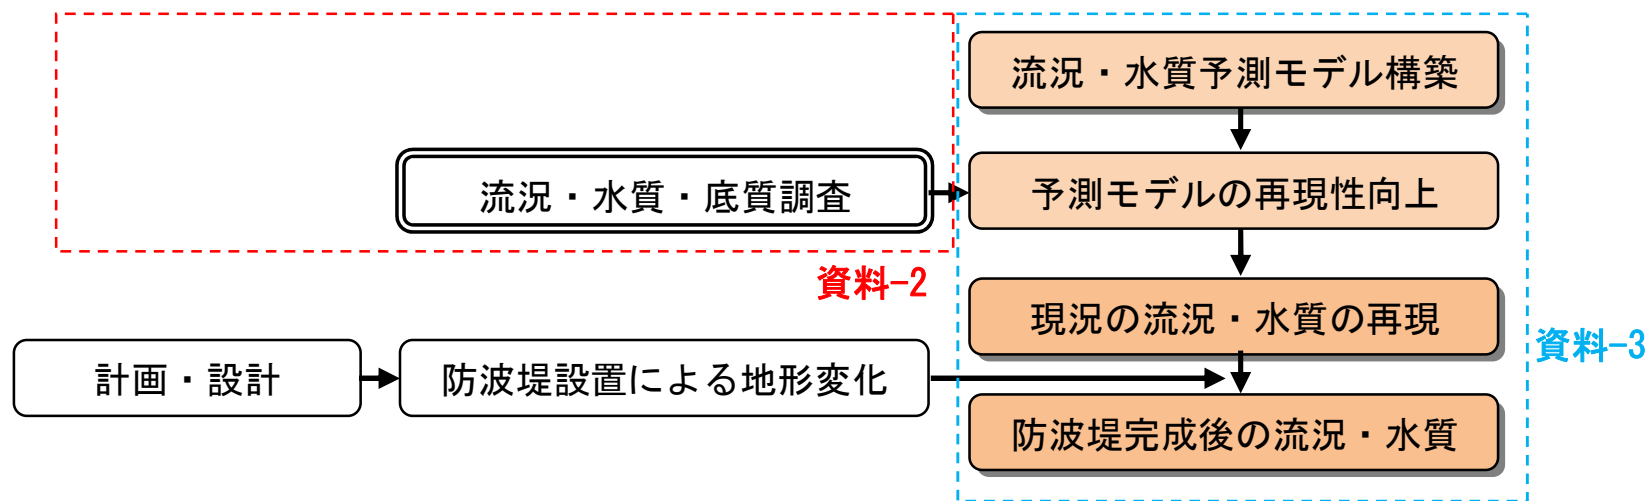 流況・水質予測モデル構築
流況・水質・底質調査
予測モデルの再現性向上
資料-2
現況の流況・水質の再現
資料-3
計画・設計
防波堤設置による地形変化
防波堤完成後の流況・水質